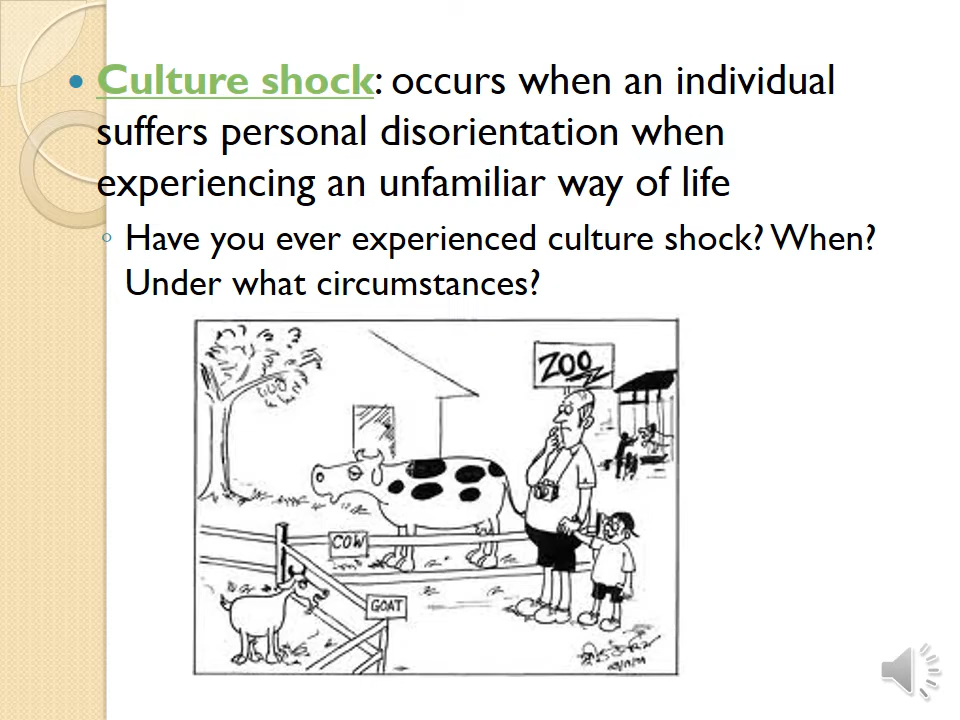 • Culture shock: occurs when an individual
suffers personal disorientation when
experiencing an unfamiliar way of life
◦ Have you ever experienced culture shock? When?
Under what circumstances?
ZOO
COW
GOAT